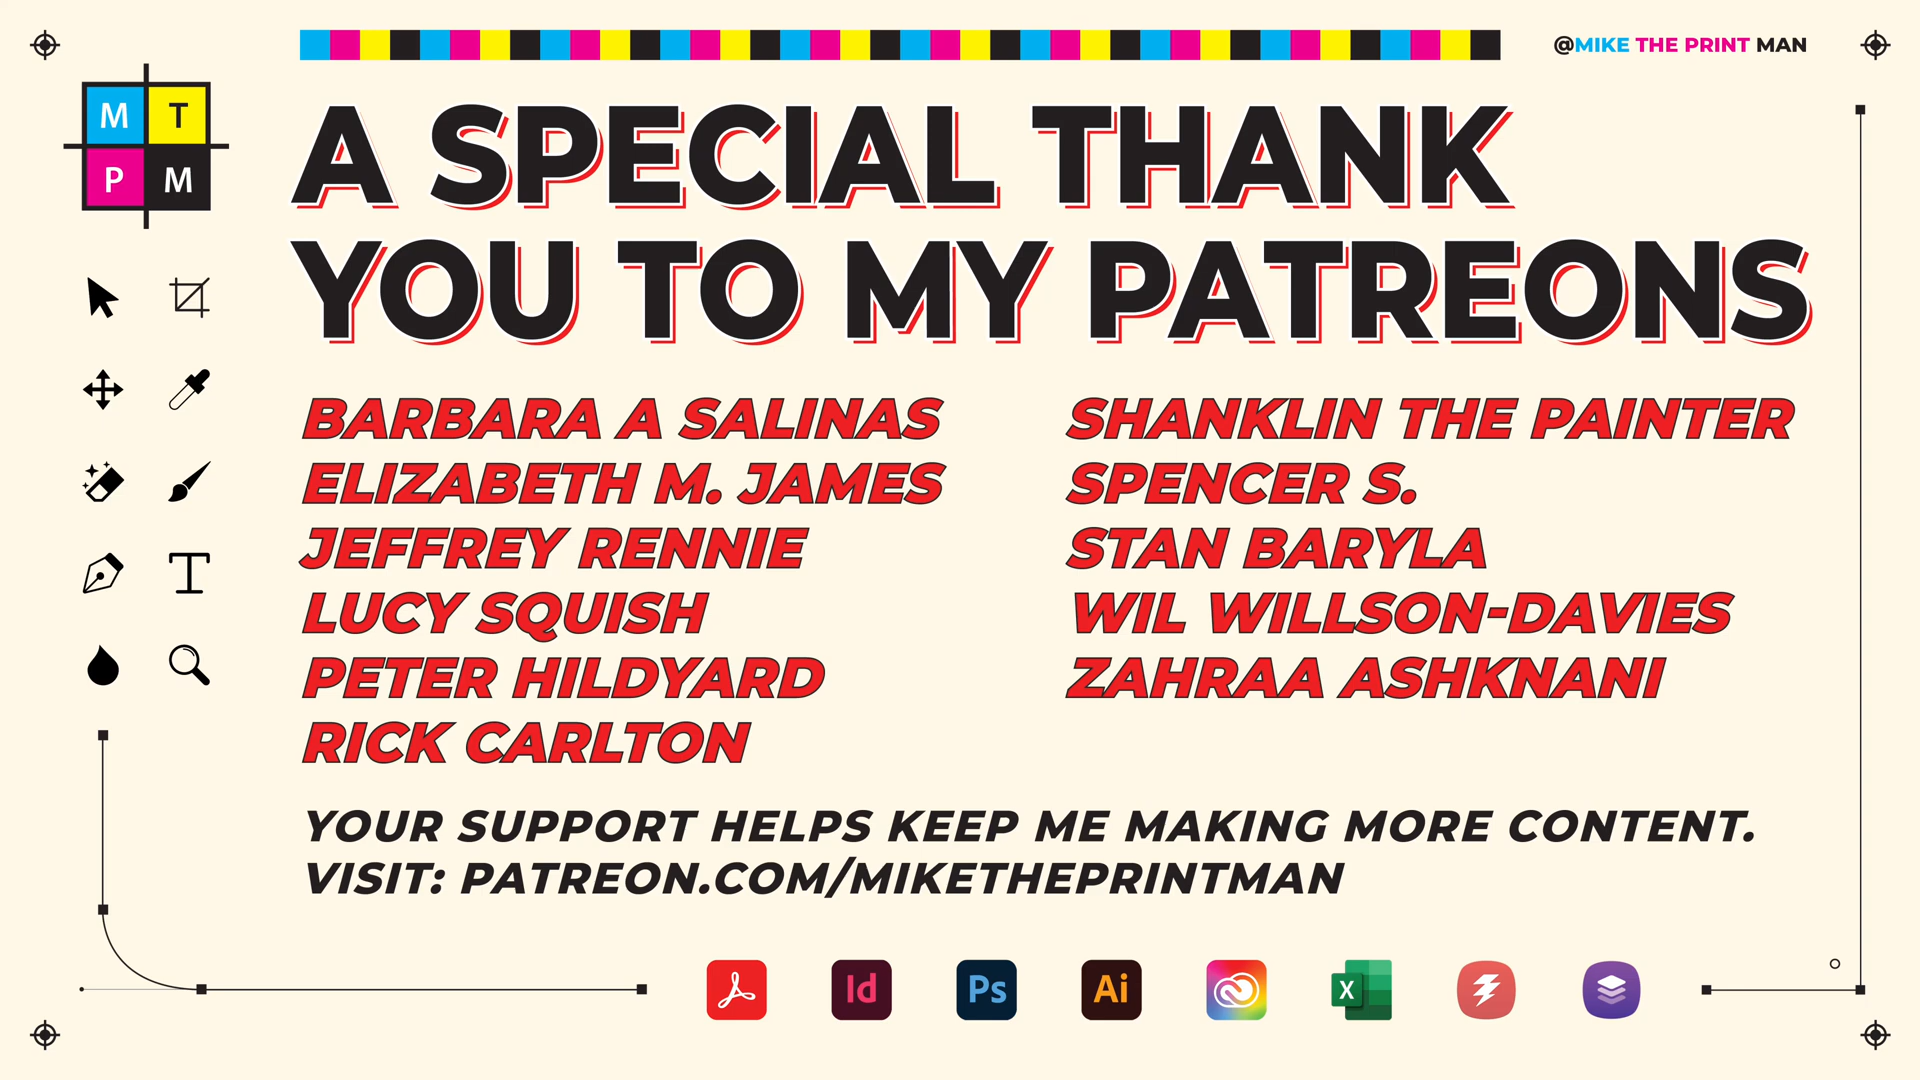 @MIKE THE PRINT MAN
M T
P M
A SPECIAL THANK
YOU TO MY PATREONS
BARBARA A SALINAS
ELIZABETH M. JAMES
JEFFREY RENNIE
LUCY SQUISH
PETER HILDYARD
RICK CARLTON
SHANKLIN THE PAINTER
SPENCER S.
STAN BARYLA
WIL WILLSON-DAVIES
ZAHRAA ASHKNANI
YOUR SUPPORT HELPS KEEP ME MAKING MORE CONTENT.
VISIT: PATREON.COM/MIKETHEPRINTMAN
T
Id Ps Ai X